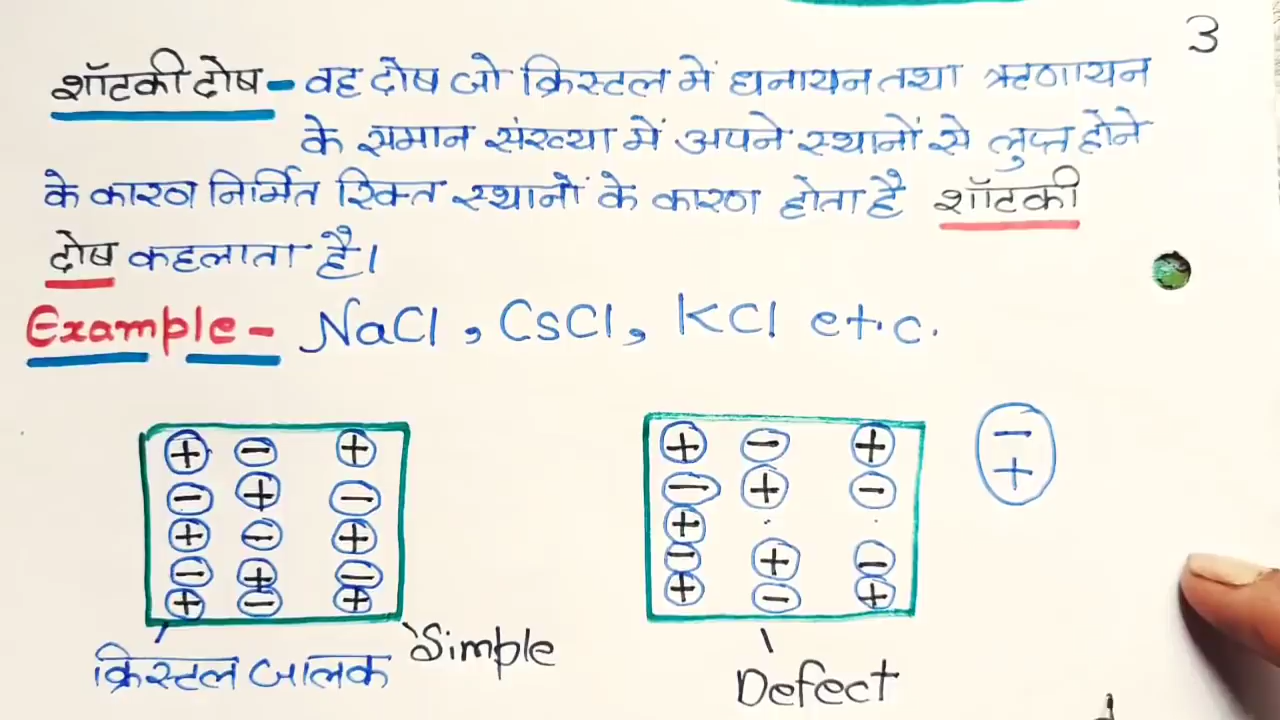 3
शॉटकी दोष - वह दोष जो क्रिस्टल में धनायन तथा ऋणायन
के समान संख्या में अपने स्थानों से लुप्त होने
के कारण निर्मित रिक्त स्थानों के कारण होता है शॉटकी
दोष कहलाता है।
Example - NaCl, CsCl, KCl etc.
+ - + + - +
- + - - + -
+ - + +
- + - - + -
+ - + + - +
-
+
Simple
क्रिस्टल जालक
Defect